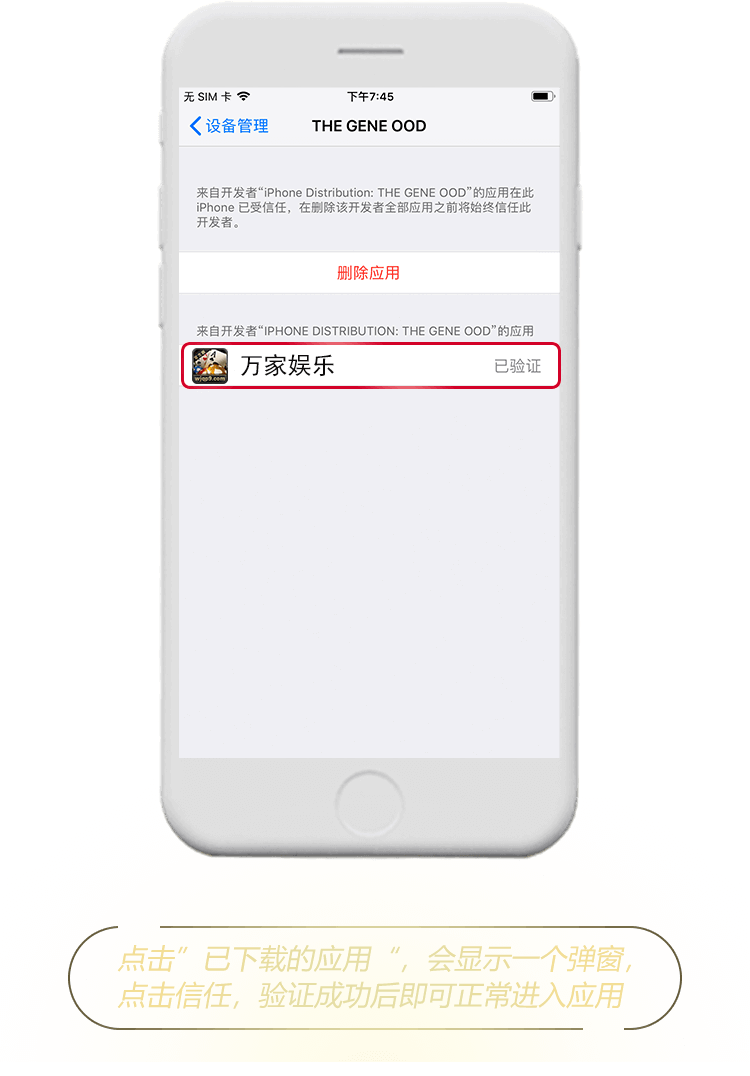 无 SIM 卡 下午7:45
设备管理 THE GENE OOD
来自开发者“iPhone Distribution: THE GENE OOD”的应用在此
iPhone 已受信任，在删除该开发者全部应用之前将始终信任此
开发者。
删除应用
来自开发者“IPHONE DISTRIBUTION: THE GENE OOD”的应用
万家娱乐 已验证
wjqp9.com
点击”已下载的应用“，会显示一个弹窗，
点击信任，验证成功后即可正常进入应用